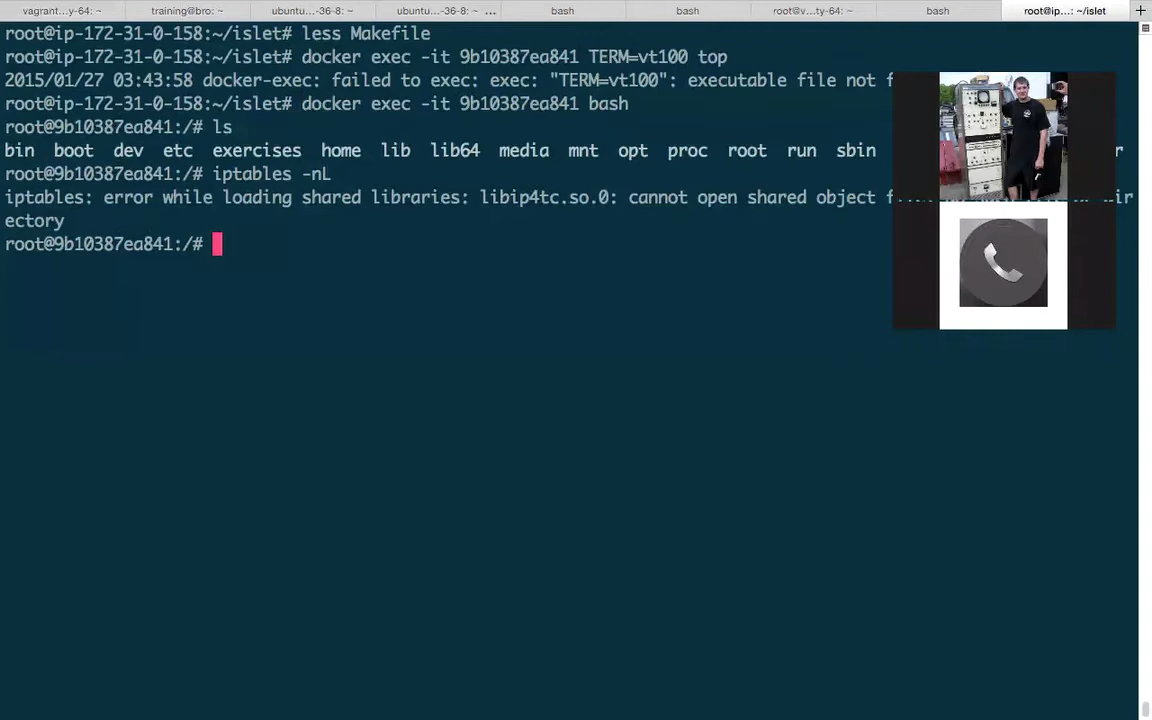 vagrant...y-64: ~ training@bro: ~ ubuntu...-36-8: ~ ubuntu...-36-8: ~ ... bash bash root@v...ty-64: ~ bash root@ip...: ~/islet +
root@ip-172-31-0-158:~/islet# less Makefile
root@ip-172-31-0-158:~/islet# docker exec -it 9b10387ea841 TERM=vt100 top
2015/01/27 03:43:58 docker-exec: failed to exec: exec: "TERM=vt100": executable file not f
root@ip-172-31-0-158:~/islet# docker exec -it 9b10387ea841 bash
root@9b10387ea841:/# ls
bin boot dev etc exercises home lib lib64 media mnt opt proc root run sbin r
root@9b10387ea841:/# iptables -nL
iptables: error while loading shared libraries: libip4tc.so.0: cannot open shared object f ir
ectory
root@9b10387ea841:/#